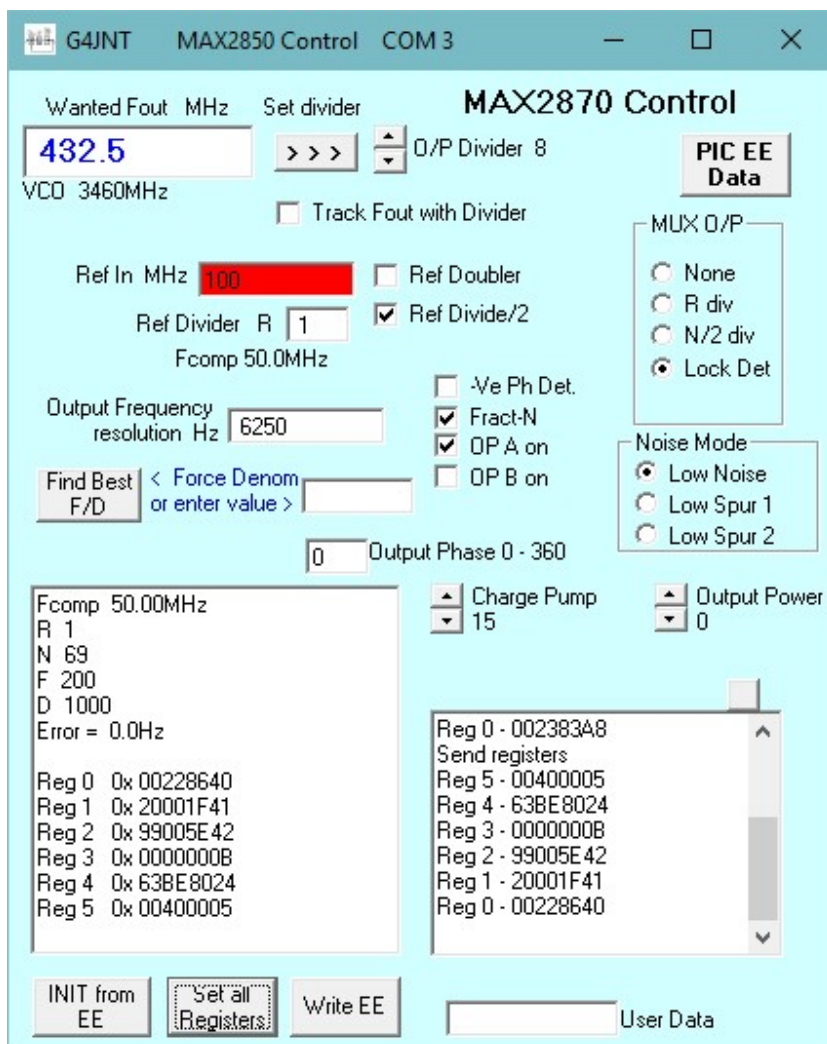 G4JNT MAX2850 Control COM 3
MAX2870 Control
Wanted Fout MHz Set divider
432.5 > > > O/P Divider 8
VCO 3460MHz
Track Fout with Divider
PIC EE
Data
Ref In MHz 100 Ref Doubler
Ref Divider R 1 Ref Divide/2
Fcomp 50.0MHz
MUX O/P
None
R div
N/2 div
Lock Det
Output Frequency
resolution Hz 6250
-Ve Ph Det.
Fract-N
OP A on
OP B on
Find Best
F/D
< Force Denom
or enter value >
Noise Mode
Low Noise
Low Spur 1
Low Spur 2
0 Output Phase 0 - 360
Charge Pump
15
Output Power
0
Fcomp 50.00MHz
R 1
N 69
F 200
D 1000
Error = 0.0Hz
Reg 0 0x 00228640
Reg 1 0x 20001F41
Reg 2 0x 99005E42
Reg 3 0x 0000000B
Reg 4 0x 63BE8024
Reg 5 0x 00400005
Reg 0 - 002383A8
Send registers
Reg 5 - 00400005
Reg 4 - 63BE8024
Reg 3 - 0000000B
Reg 2 - 99005E42
Reg 1 - 20001F41
Reg 0 - 00228640
INIT from
EE
Set all
Registers
Write EE
User Data